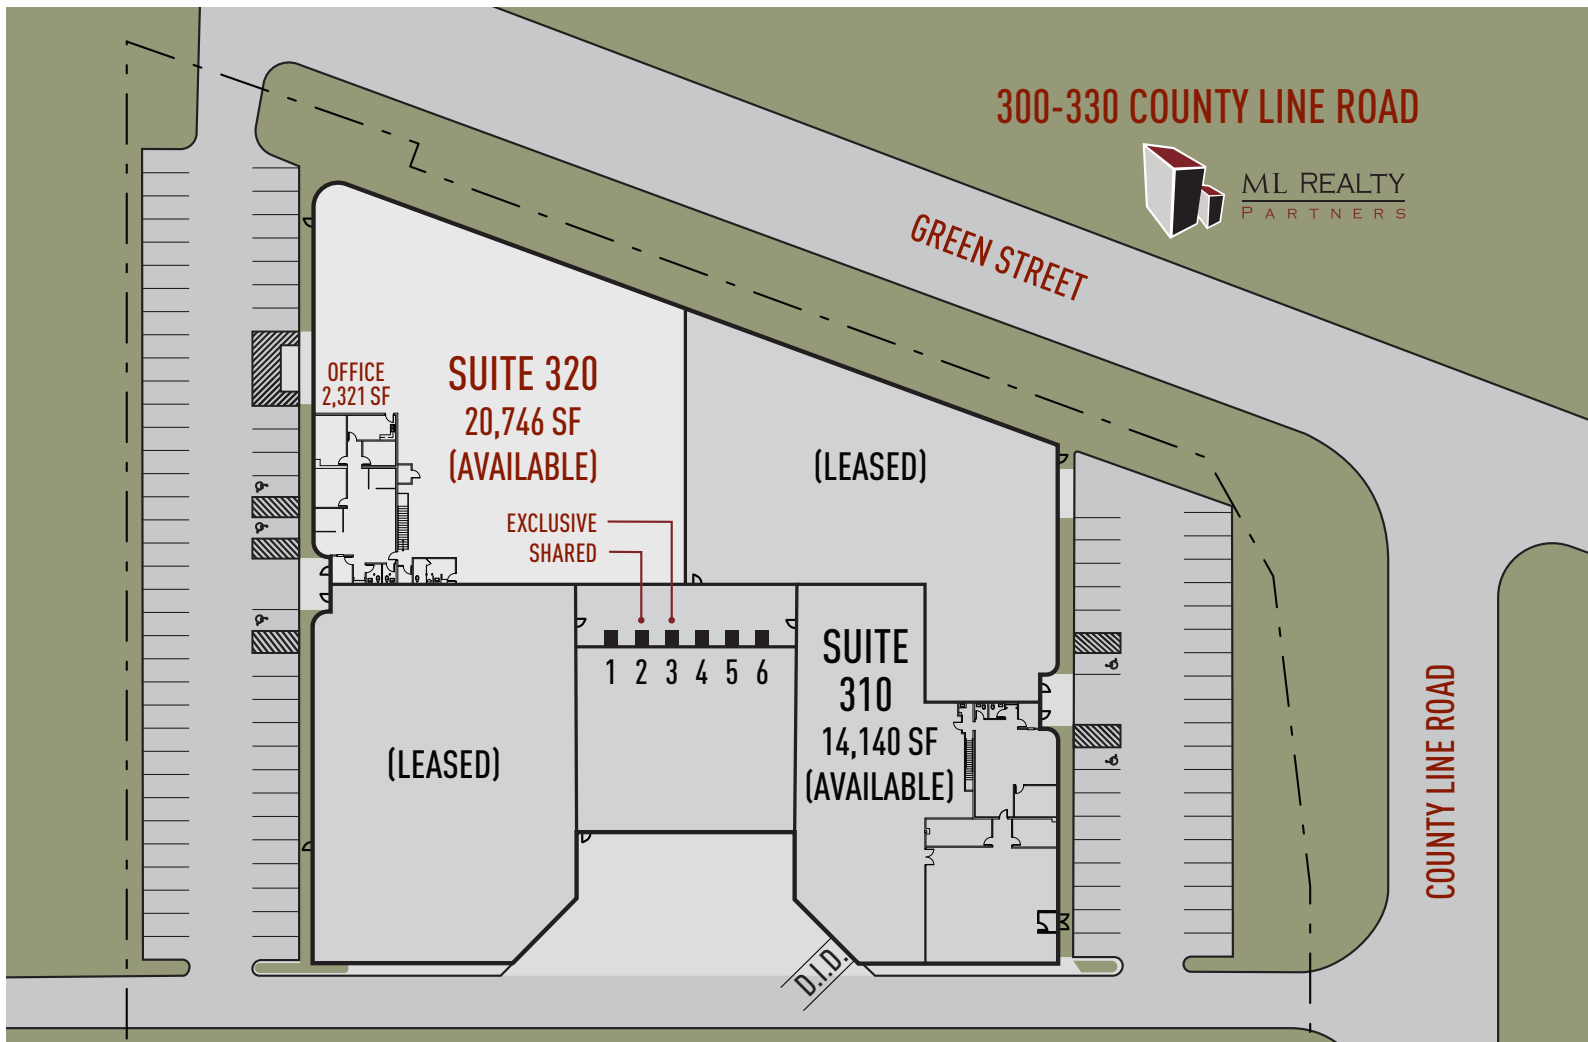 300-330 COUNTY LINE ROAD
ML REALTY
PARTNERS
GREEN STREET
OFFICE
2,321 SF
SUITE 320
20,746 SF
(AVAILABLE)
(LEASED)
EXCLUSIVE
SHARED
1 2 3 4 5 6
SUITE
310
14,140 SF
(AVAILABLE)
(LEASED)
COUNTY LINE ROAD
D.I.D.